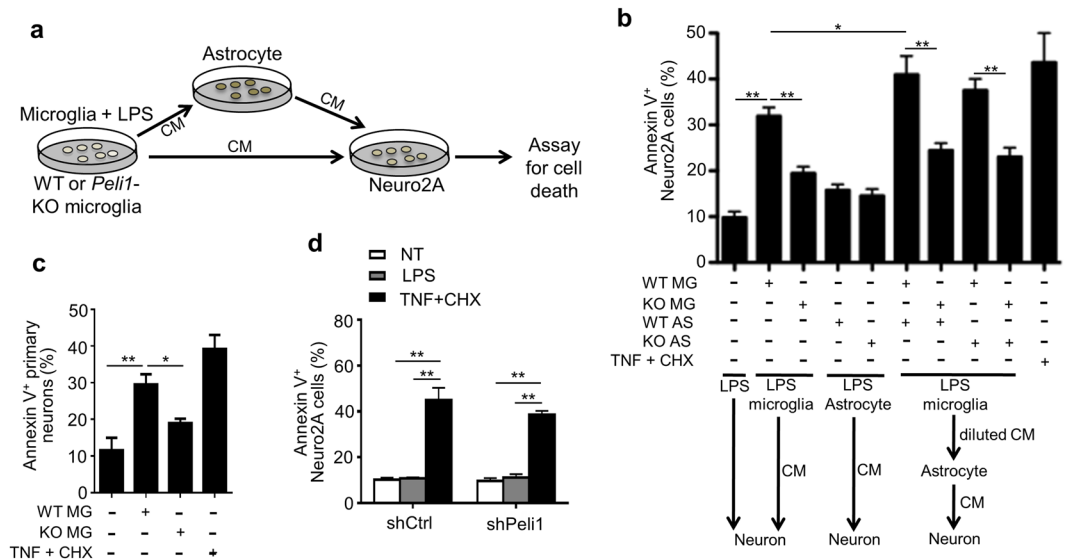 a
Astrocyte
Microglia + LPS
CM
CM
CM
WT or Peli1-
KO microglia
Neuro2A
Assay
for cell
death
b
Annexin V+
Neuro2A cells (%)
50
40
30
20
10
0
* ** ** ** **
WT MG - + - - - + - + - -
KO MG - - + - - - + - + -
WT AS - - - + - + + - - -
KO AS - - - - + - - + + -
TNF + CHX - - - - - - - - - +
LPS LPS LPS LPS
microglia Astrocyte microglia
diluted CM
CM CM Astrocyte
CM
Neuron Neuron Neuron
c
Annexin V+ primary
neurons (%)
50
40
30
20
10
0
** *
WT MG - + - -
KO MG - - + -
TNF + CHX - - - +
d
NT
LPS
TNF+CHX
Annexin V+
Neuro2A cells (%)
80
60
40
20
0
** ** ** **
shCtrl shPeli1